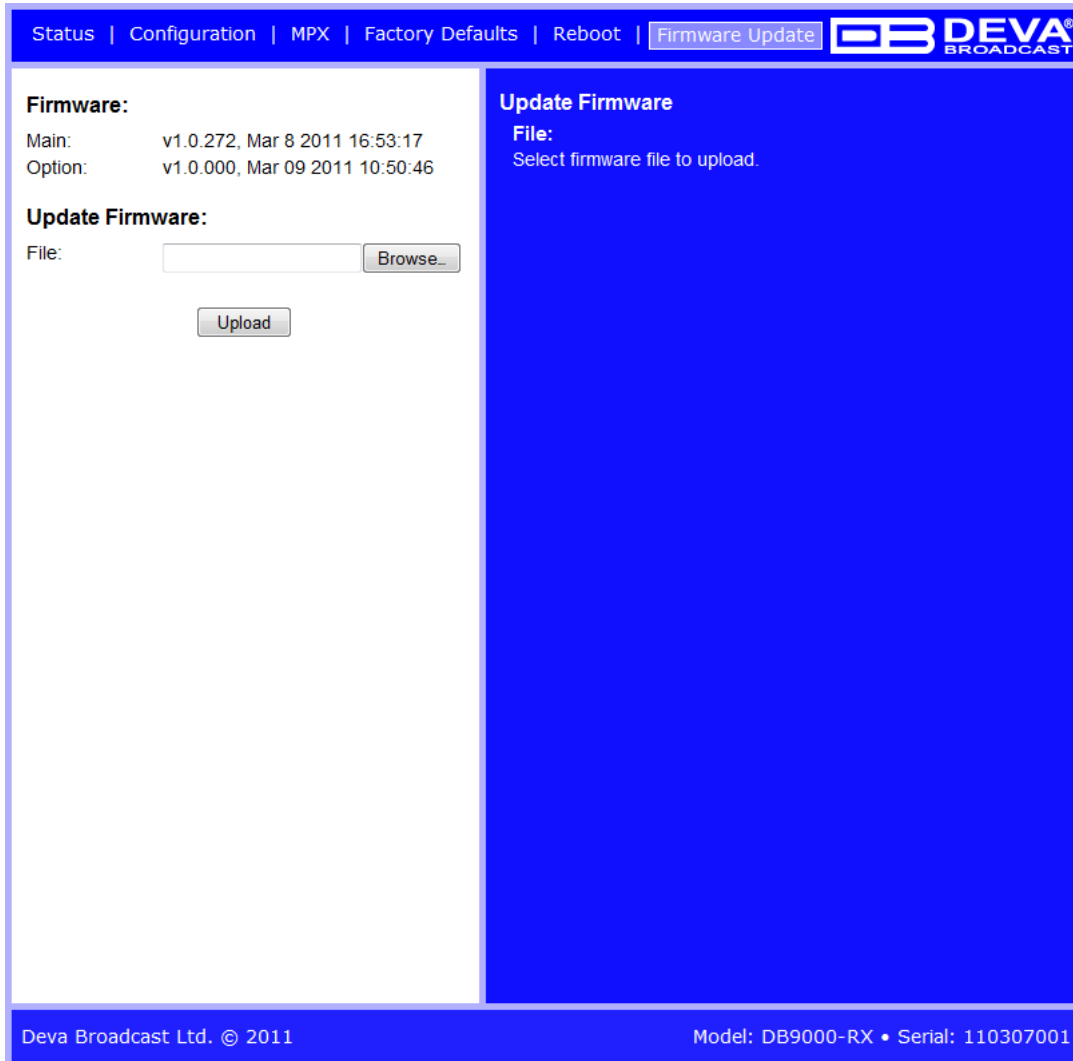 Status | Configuration | MPX | Factory Defaults | Reboot | Firmware Update
DEVA®
BROADCAST
Firmware:
Main: v1.0.272, Mar 8 2011 16:53:17
Option: v1.0.000, Mar 09 2011 10:50:46
Update Firmware:
File: Browse...
Upload
Update Firmware
File:
Select firmware file to upload.
Deva Broadcast Ltd. © 2011
Model: DB9000-RX • Serial: 110307001